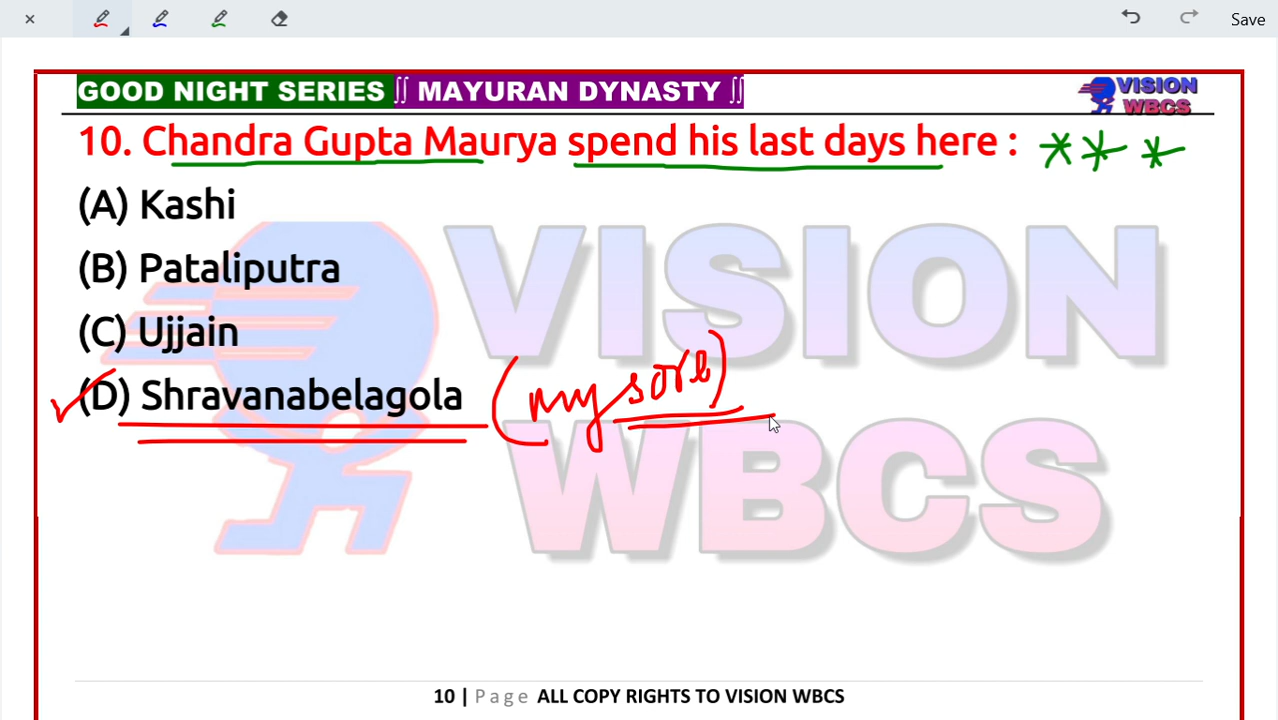 Save
GOOD NIGHT SERIES ∬ MAYURAN DYNASTY ∬
VISION
WBCS
10. Chandra Gupta Maurya spend his last days here : ***
(A) Kashi
(B) Pataliputra
(C) Ujjain
(D) Shravanabelagola (mysore)
VISION
WBCS
10 | Page ALL COPY RIGHTS TO VISION WBCS